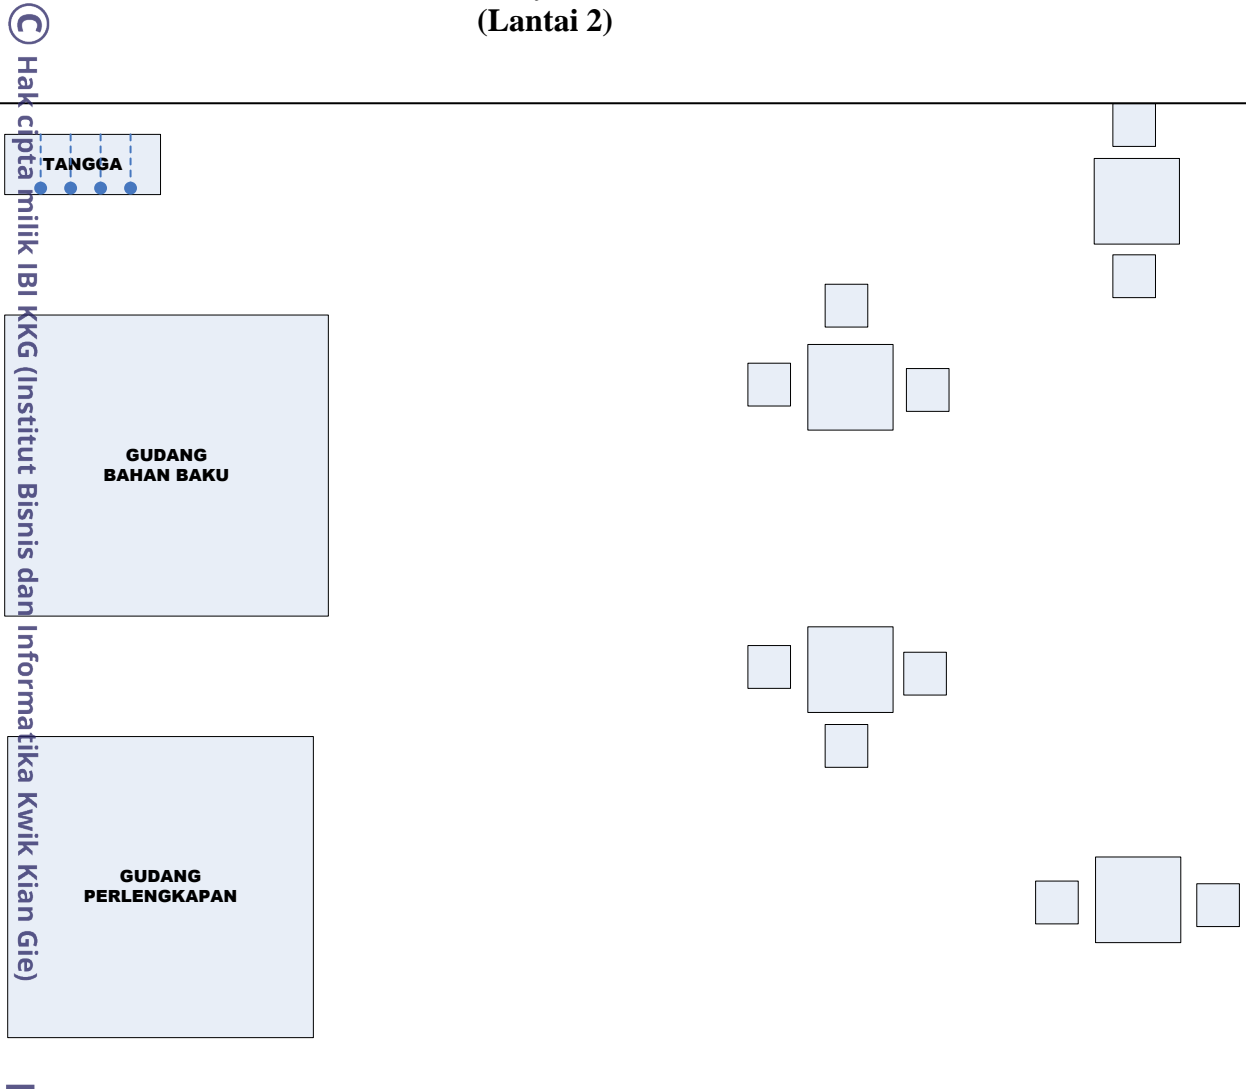 (Lantai 2)
© Hak cipta milik IBI KKG (Institut Bisnis dan Informatika Kwik Kian Gie)
TANGGA
GUDANG
BAHAN BAKU
GUDANG
PERLENGKAPAN